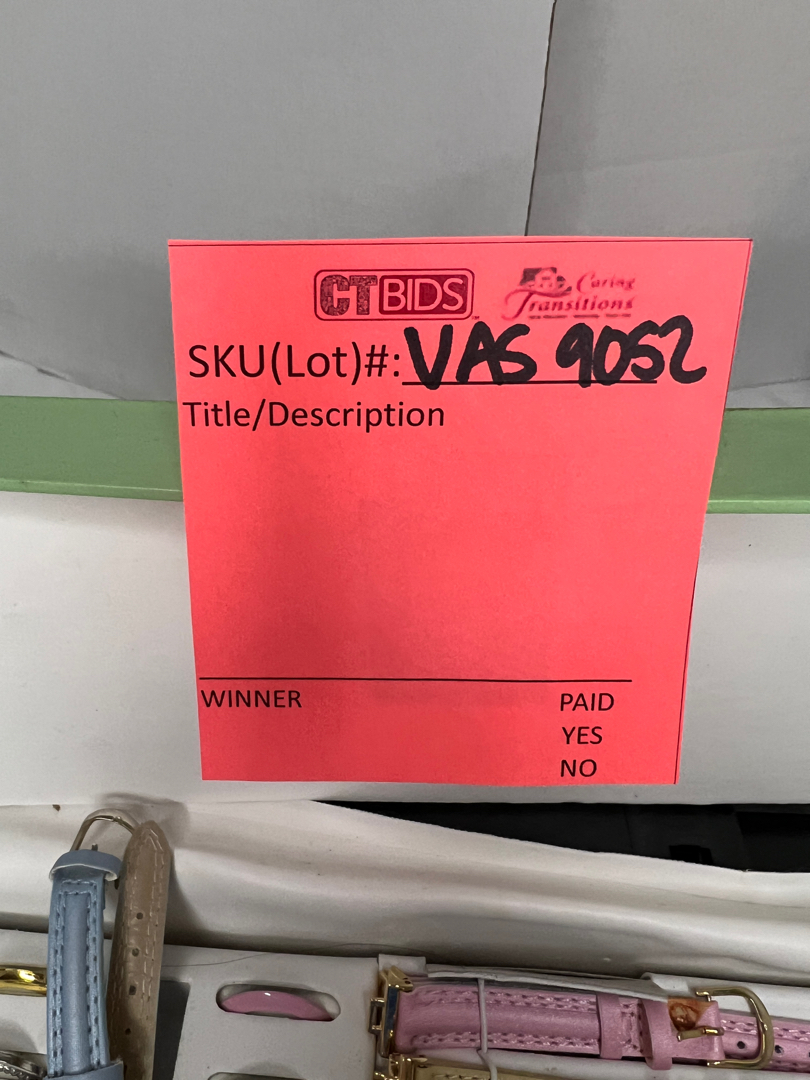 CTBIDS
Caring
Transitions
SKU(Lot)#: VAS 9052
Title/Description
WINNER
PAID
YES
NO